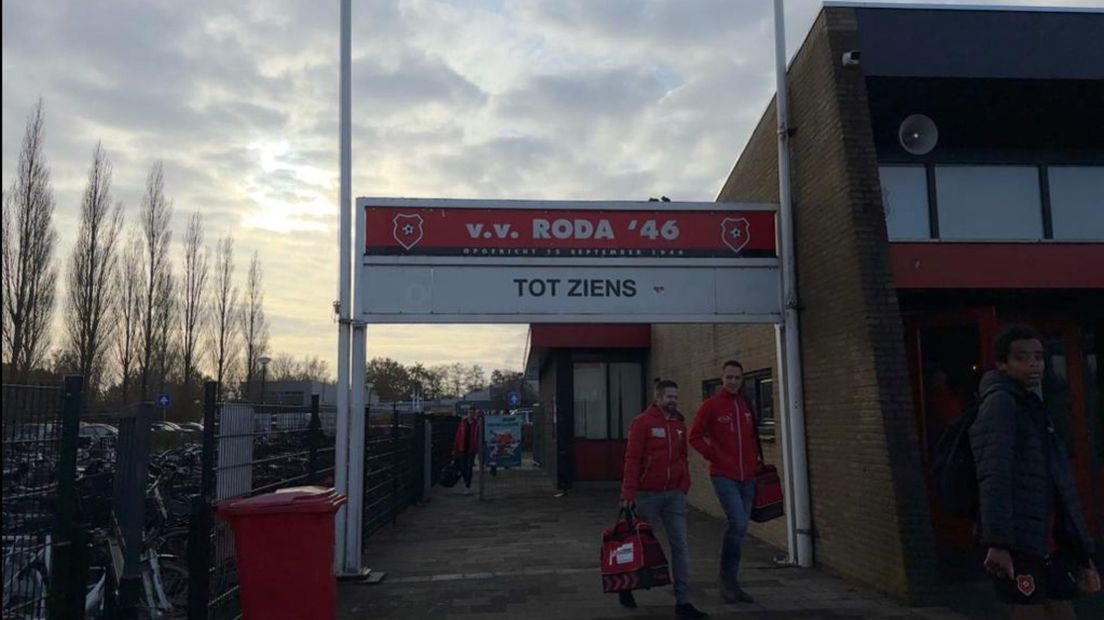 v.v. RODA '46
OPGERICHT 15 SEPTEMBER 1946
TOT ZIENS